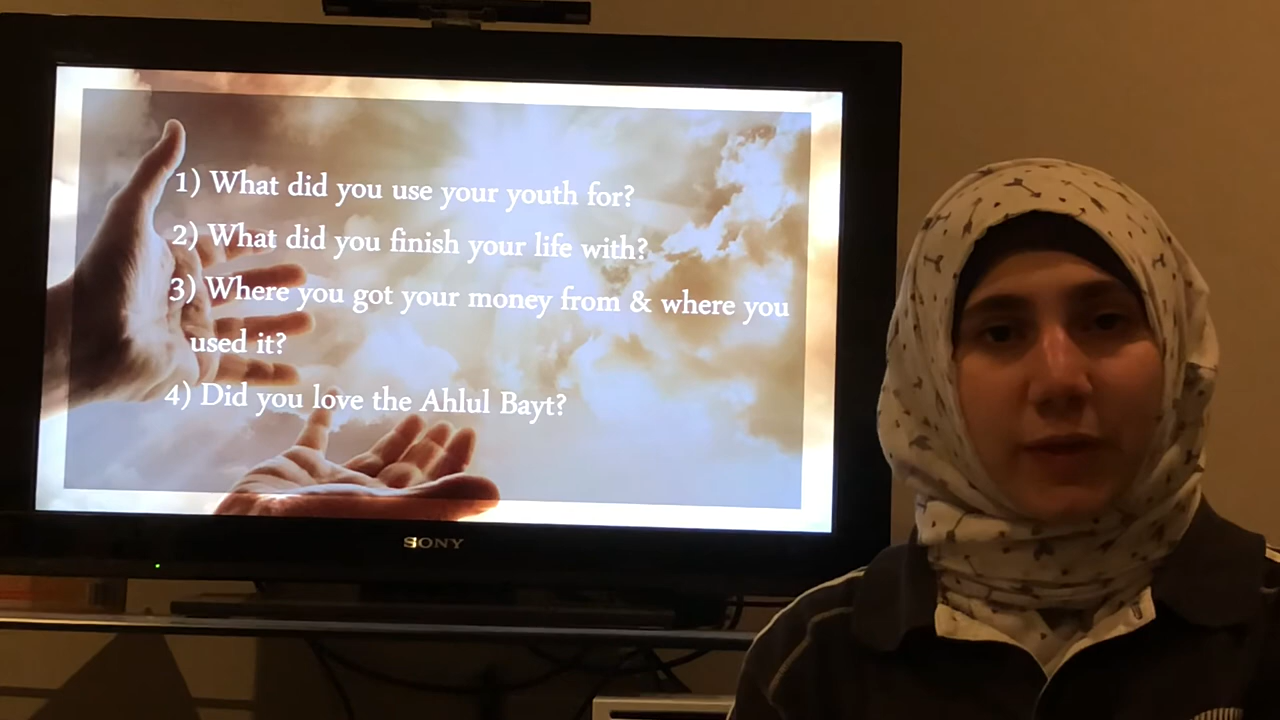 1) What did you use your youth for?
2) What did you finish your life with?
3) Where you got your money from & where you
used it?
4) Did you love the Ahlul Bayt?
SONY